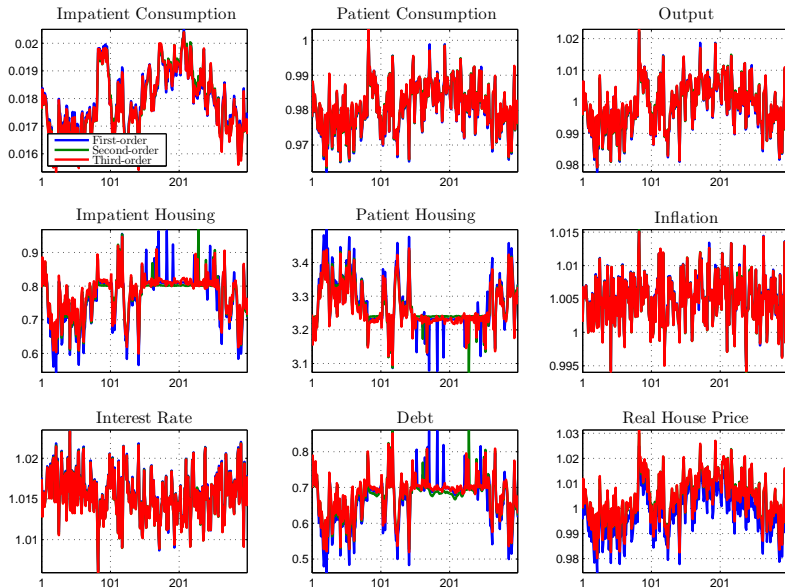 Impatient Consumption Patient Consumption Output
0.02 1 1.02
0.019 0.99 1.01
0.018 0.98 1
0.017 0.97 0.99
0.016 0.98
First-order
Second-order
Third-order
1 101 201 1 101 201 1 101 201
Impatient Housing Patient Housing Inflation
0.9 3.4 1.015
0.8 3.3 1.01
0.7 3.2 1.005
0.6 3.1 1
0.995
1 101 201 1 101 201 1 101 201
Interest Rate Debt Real House Price
1.02 0.8 1.03
1.015 0.7 1.02
1.01 0.6 1.01
0.5 1
0.99
0.98
1 101 201 1 101 201 1 101 201